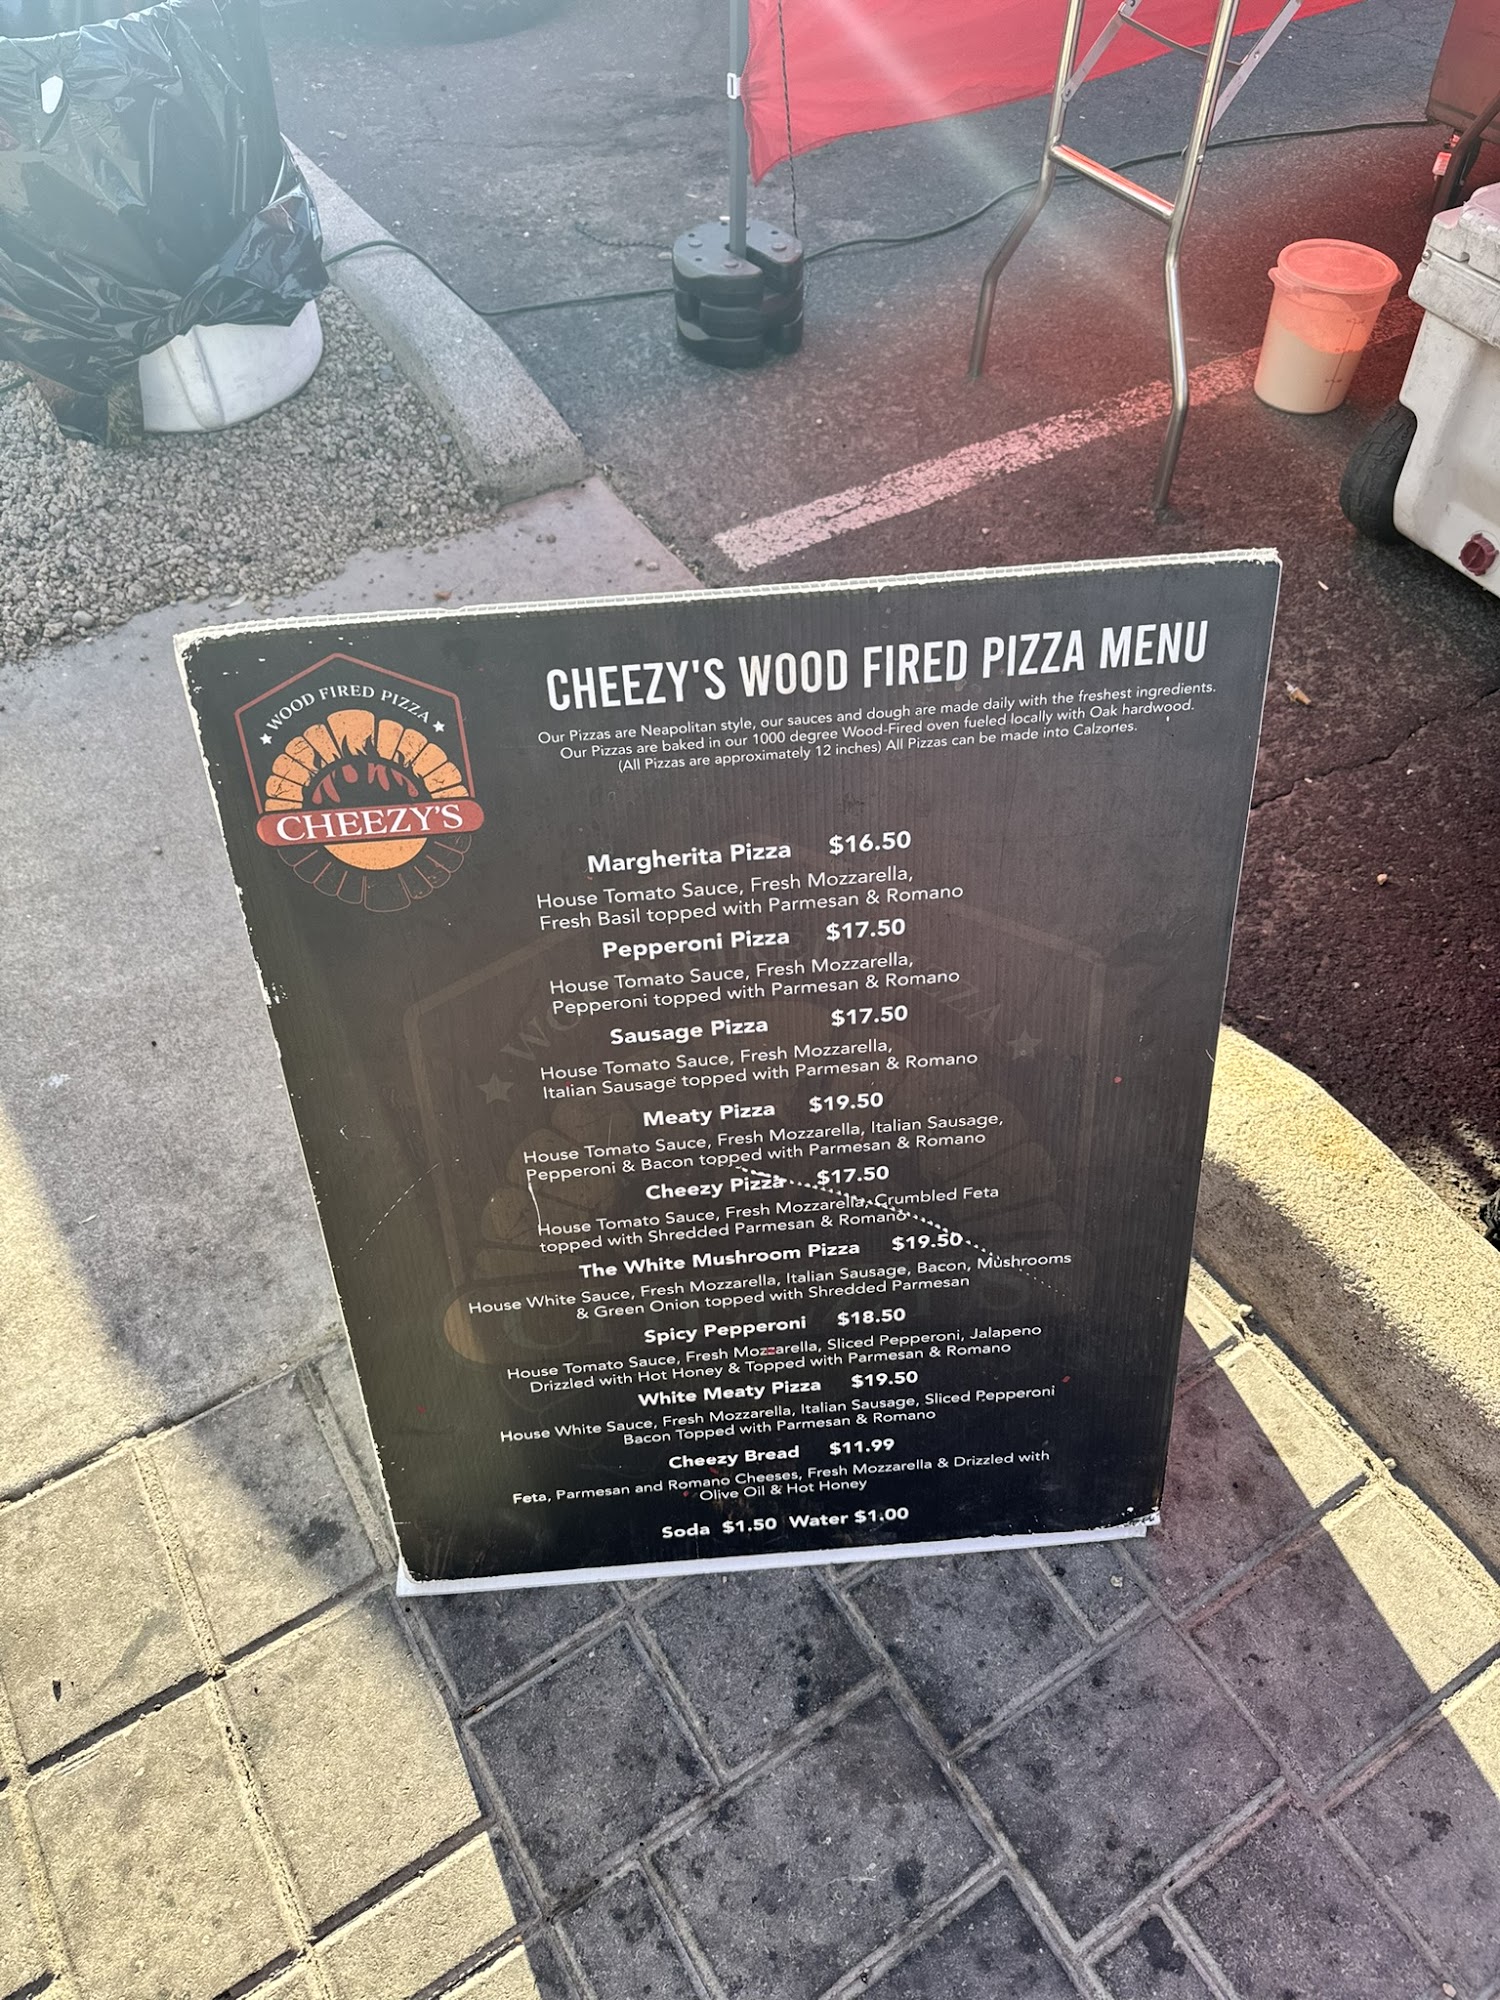 WOOD FIRED PIZZA
CHEEZY'S
CHEEZY'S WOOD FIRED PIZZA MENU
Our Pizzas are Neapolitan style, our sauces and dough are made daily with the freshest ingredients.
Our Pizzas are baked in our 1000 degree Wood-Fired oven fueled locally with Oak hardwood.
(All Pizzas are approximately 12 inches) All Pizzas can be made into Calzones.
Margherita Pizza $16.50
House Tomato Sauce, Fresh Mozzarella,
Fresh Basil topped with Parmesan & Romano
Pepperoni Pizza $17.50
House Tomato Sauce, Fresh Mozzarella,
Pepperoni topped with Parmesan & Romano
Sausage Pizza $17.50
House Tomato Sauce, Fresh Mozzarella,
Italian Sausage topped with Parmesan & Romano
Meaty Pizza $19.50
House Tomato Sauce, Fresh Mozzarella, Italian Sausage,
Pepperoni & Bacon topped with Parmesan & Romano
Cheezy Pizza $17.50
House Tomato Sauce, Fresh Mozzarella, Crumbled Feta
topped with Shredded Parmesan & Romano
The White Mushroom Pizza $19.50
House White Sauce, Fresh Mozzarella, Italian Sausage, Bacon, Mushrooms
& Green Onion topped with Shredded Parmesan
Spicy Pepperoni $18.50
House Tomato Sauce, Fresh Mozzarella, Sliced Pepperoni, Jalapeno
Drizzled with Hot Honey & Topped with Parmesan & Romano
White Meaty Pizza $19.50
House White Sauce, Fresh Mozzarella, Italian Sausage, Sliced Pepperoni
Bacon Topped with Parmesan & Romano
Cheezy Bread $11.99
Feta, Parmesan and Romano Cheeses, Fresh Mozzarella & Drizzled with
Olive Oil & Hot Honey
Soda $1.50 Water $1.00